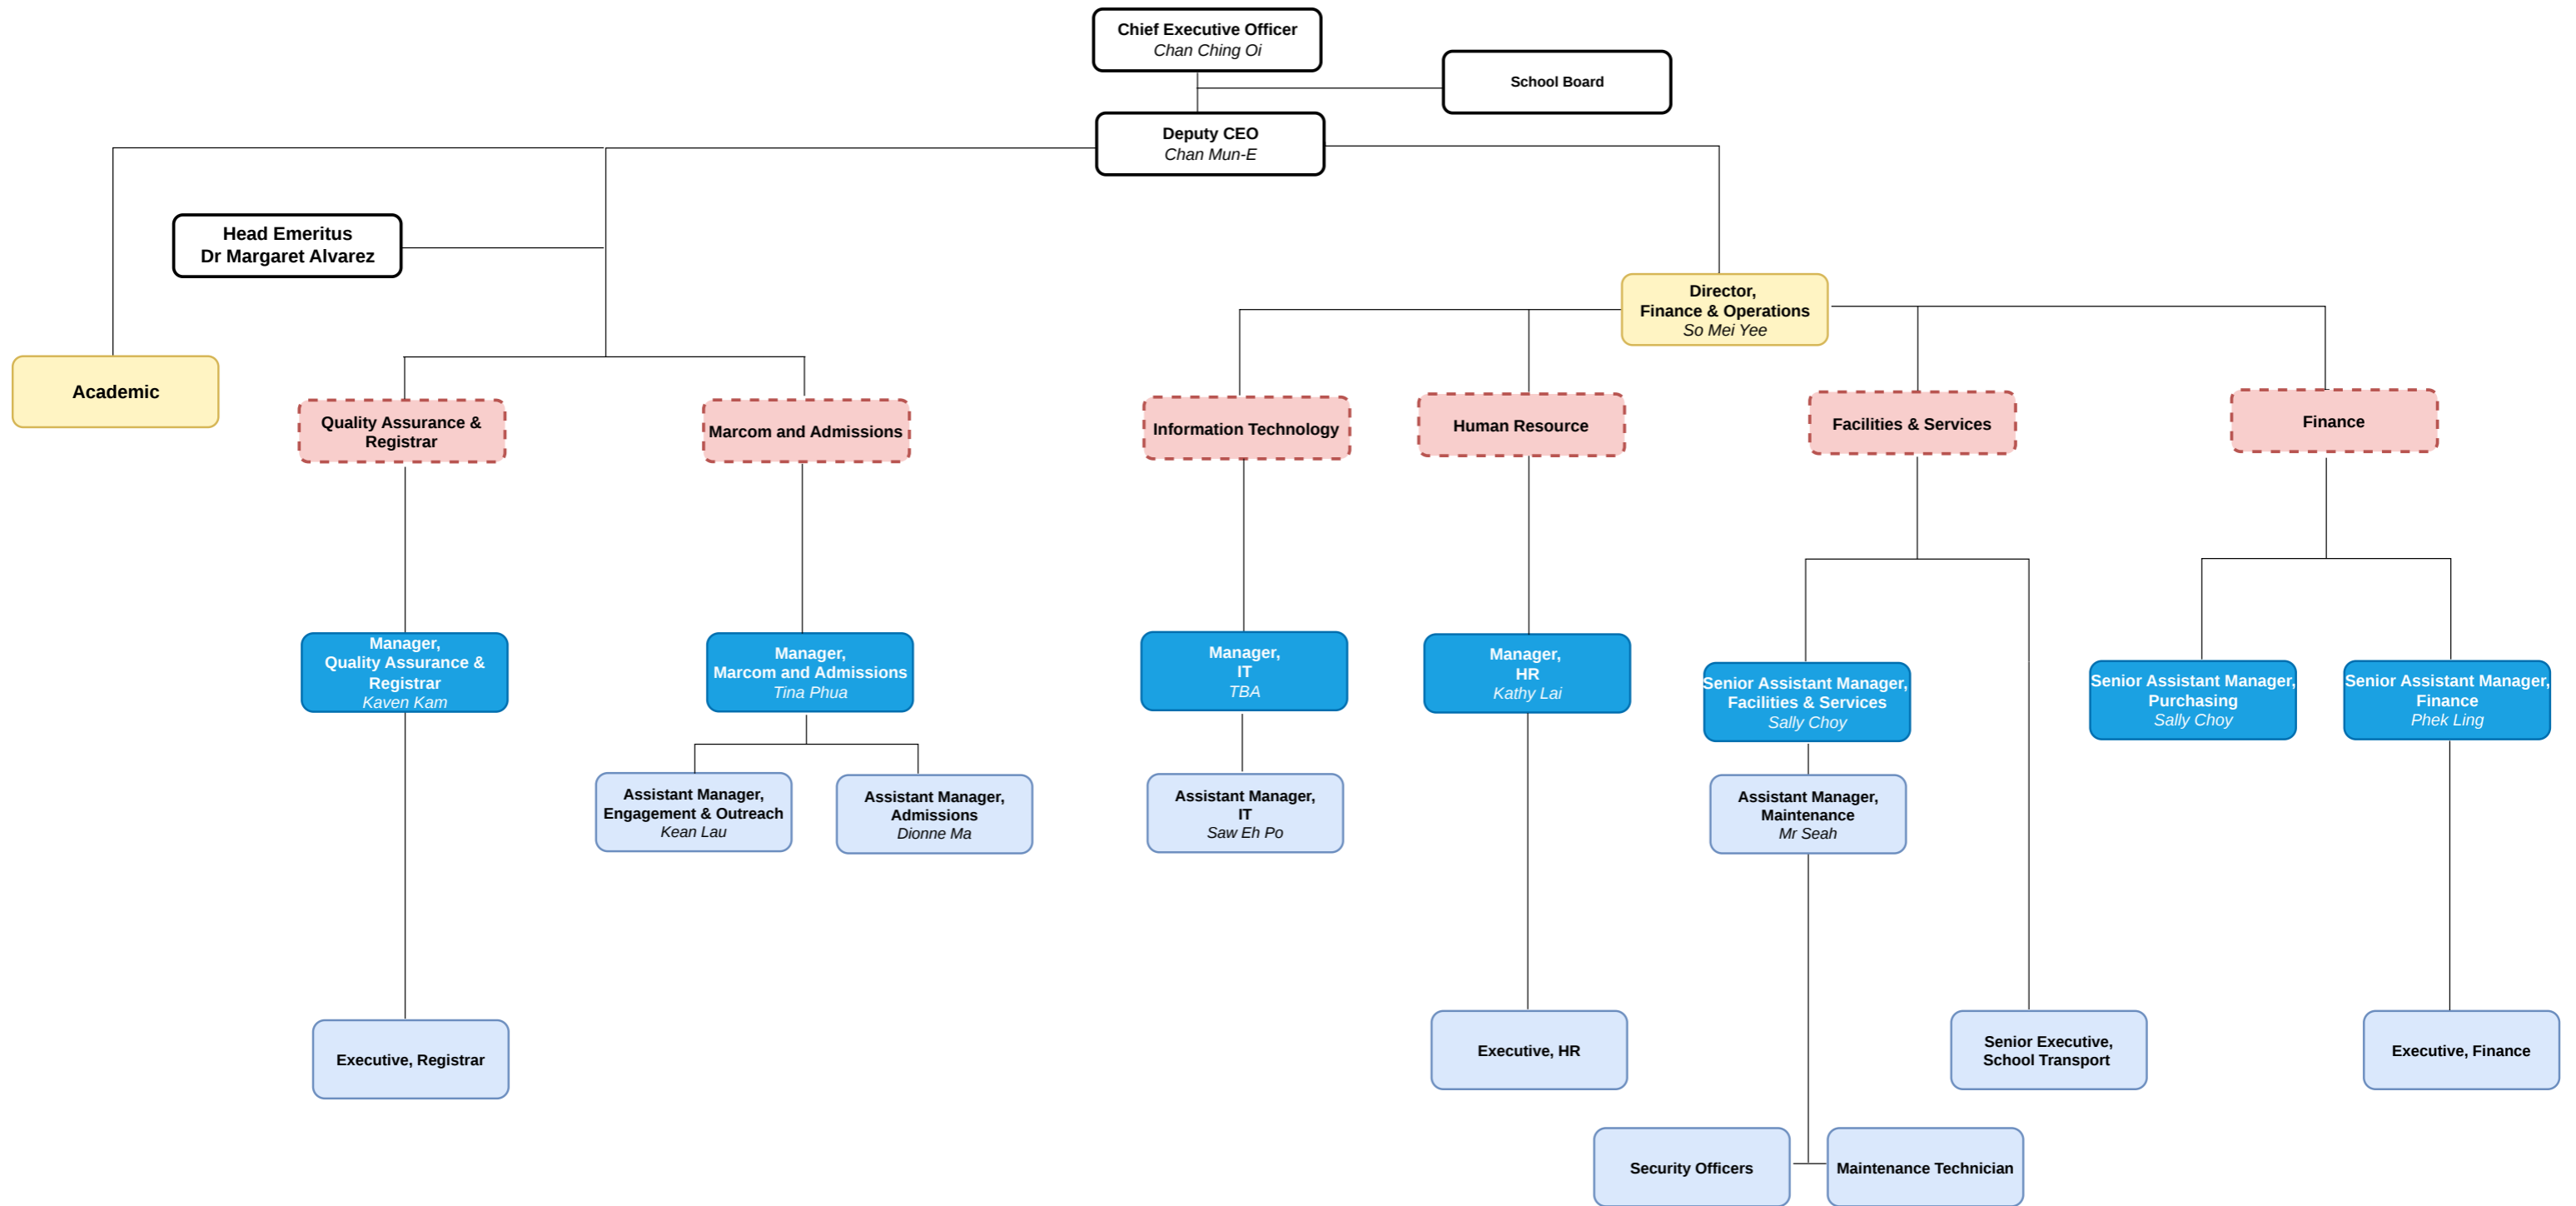 Chief Executive Officer
Chan Ching Oi
School Board
Deputy CEO
Chan Mun-E
Head Emeritus
Dr Margaret Alvarez
Director,
Finance & Operations
So Mei Yee
Academic
Quality Assurance &
Registrar
Marcom and Admissions
Information Technology
Human Resource
Facilities & Services
Finance
Manager,
Quality Assurance &
Registrar
Kaven Kam
Manager,
Marcom and Admissions
Tina Phua
Manager,
IT
TBA
Manager,
HR
Kathy Lai
Senior Assistant Manager,
Facilities & Services
Sally Choy
Senior Assistant Manager,
Purchasing
Sally Choy
Senior Assistant Manager,
Finance
Phek Ling
Assistant Manager,
Engagement & Outreach
Kean Lau
Assistant Manager,
Admissions
Dionne Ma
Assistant Manager,
IT
Saw Eh Po
Assistant Manager,
Maintenance
Mr Seah
Executive, Registrar
Executive, HR
Senior Executive,
School Transport
Executive, Finance
Security Officers
Maintenance Technician